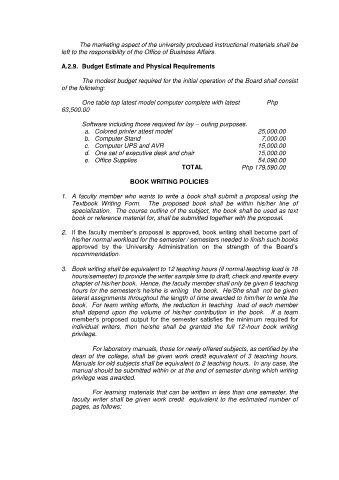 The marketing aspect of the university produced instructional materials shall be
left to the responsibility of the Office of Business Affairs.
A.2.9. Budget Estimate and Physical Requirements
The modest budget required for the initial operation of the Board shall consist
of the following:
One table top latest model computer complete with latest Php
63,500.00
Software including those required for lay – outing purposes.
a. Colored printer attest model 25,000.00
b. Computer Stand 7,000.00
c. Computer UPS and AVR 15,000.00
d. One set of executive desk and chair 15,000.00
e. Office Supplies 54,090.00
TOTAL Php 179,590.00
BOOK WRITING POLICIES
1. A faculty member who wants to write a book shall submit a proposal using the
Textbook Writing Form. The proposed book shall be within his/her line of
specialization. The course outline of the subject, the book shall be used as text
book or reference material for, shall be submitted together with the proposal.
2. If the faculty member's proposal is approved, book writing shall become part of
his/her normal workload for the semester / semesters needed to finish such books
approved by the University Administration on the strength of the Board's
recommendation.
3. Book writing shall be equivalent to 12 teaching hours (if normal teaching load is 18
hours/semester) to provide the writer sample time to draft, check and rewrite every
chapter of his/her book. Hence, the faculty member shall only be given 6 teaching
hours for the semester/s he/she is writing the book. He/She shall not be given
lateral assignments throughout the length of time awarded to him/her to write the
book. For team writing efforts, the reduction in teaching load of each member
shall depend upon the volume of his/her contribution in the book. If a team
member's proposed output for the semester satisfies the minimum required for
individual writers, then he/she shall be granted the full 12-hour book writing
privilege.
For laboratory manuals, those for newly offered subjects, as certified by the
dean of the college, shall be given work credit equivalent of 3 teaching hours.
Manuals for old subjects shall be equivalent to 2 teaching hours. In any case, the
manual should be submitted within or at the end of semester during which writing
privilege was awarded.
For learning materials that can be written in less than one semester, the
faculty writer shall be given work credit equivalent to the estimated number of
pages, as follows: